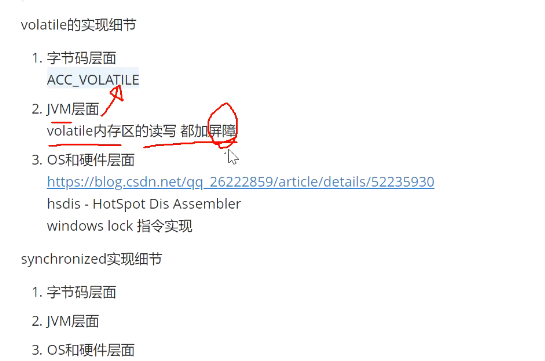 volatile的实现细节
1. 字节码层面
ACC_VOLATILE
2. JVM层面
volatile内存区的读写 都加屏障
3. OS和硬件层面
https://blog.csdn.net/qq_26222859/article/details/52235930
hsdis - HotSpot Dis Assembler
windows lock 指令实现
synchronized实现细节
1. 字节码层面
2. JVM层面
3. OS和硬件层面